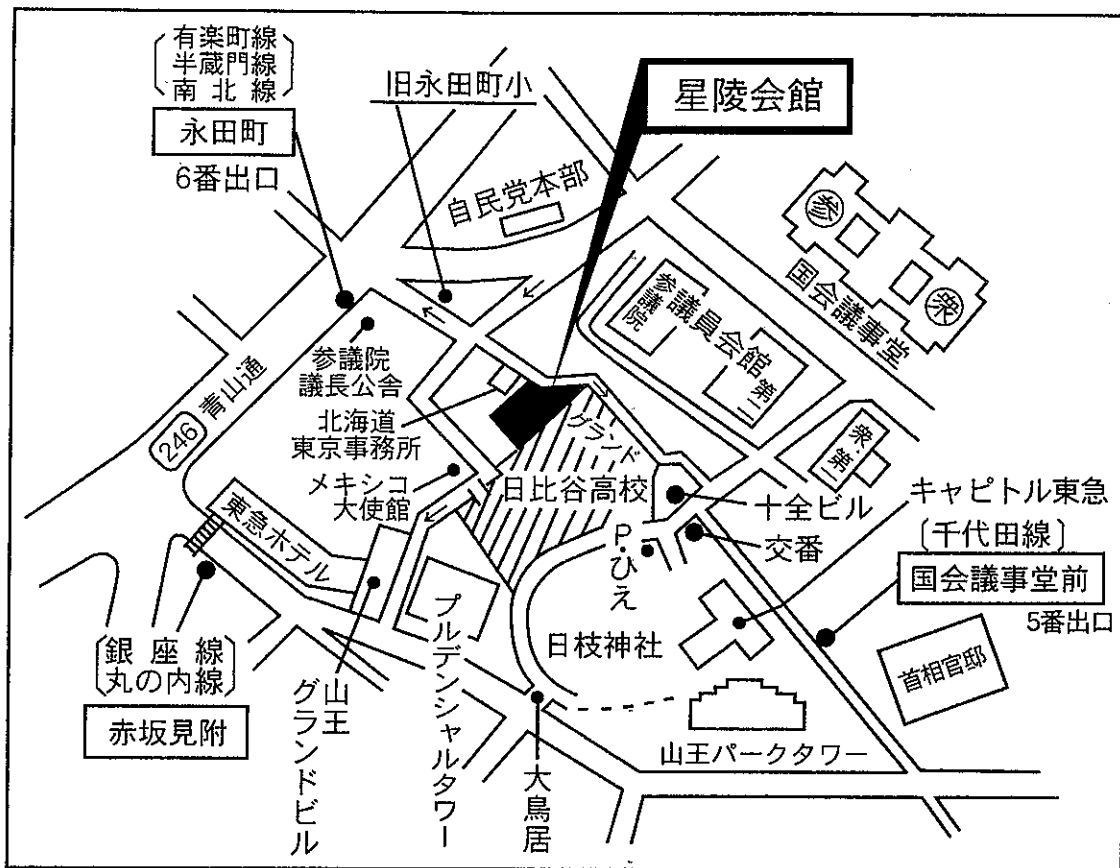 有楽町線
半蔵門線
南北線
永田町
6番出口
旧永田町小
星陵会館
自民党本部
参
衆
国会議事堂
参議院
参議員会館
第二
衆・第一
参議院
議長公舎
北海道
東京事務所
メキシコ
大使館
246
青山通
グランド
日比谷高校
十全ビル
交番
キャピトル東急
〔千代田線〕
国会議事堂前
5番出口
P・ひえ
日枝神社
首相官邸
東急ホテル
銀座線
丸の内線
赤坂見附
山王
グランドビル
プルデンシャルタワー
大鳥居
山王パークタワー